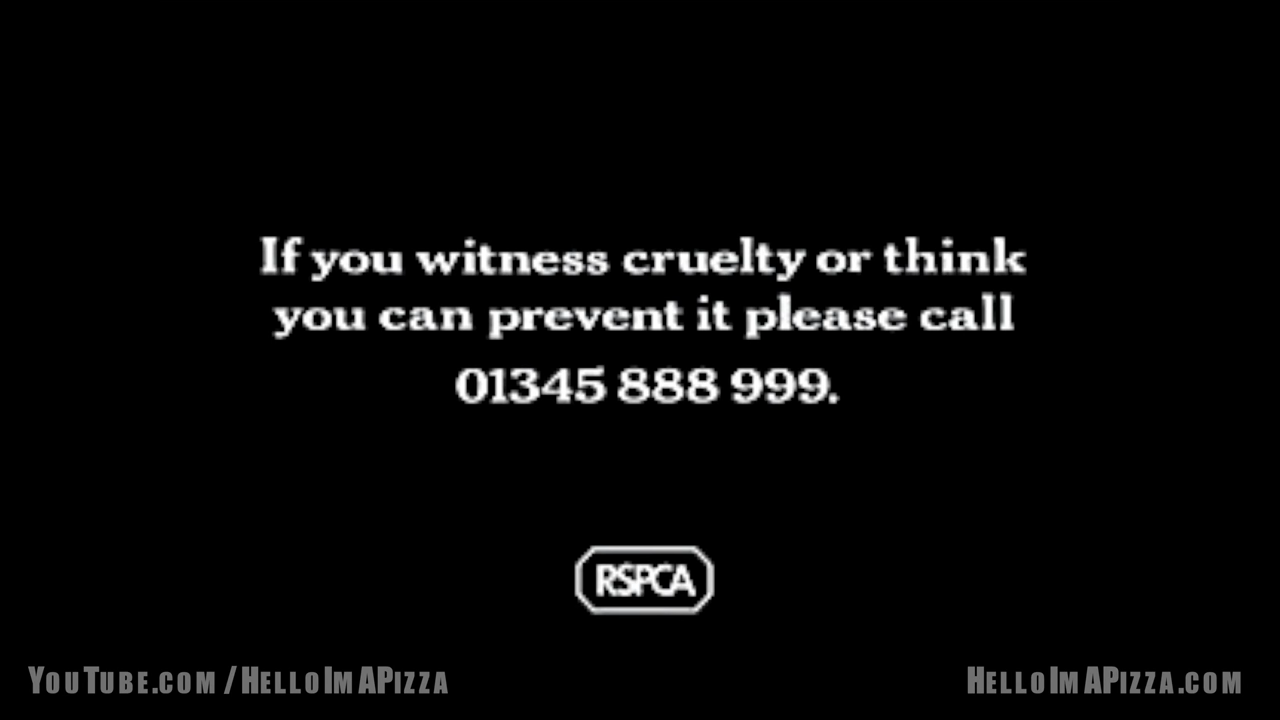 If you witness cruelty or think
you can prevent it please call
01345 888 999.
RSPCA
YouTube.com/HelloImAPizza
HelloImAPizza.com